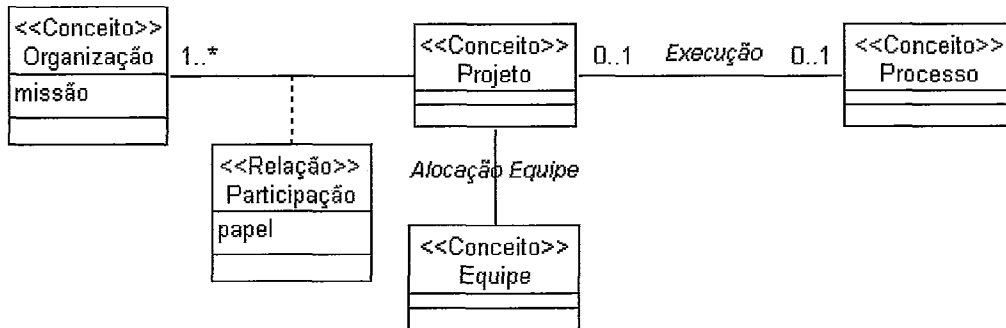 <<Conceito>>
Organização
missão
1..*
<<Conceito>>
Projeto
0..1 Execução 0..1
<<Conceito>>
Processo
<<Relação>>
Participação
papel
Alocação Equipe
<<Conceito>>
Equipe